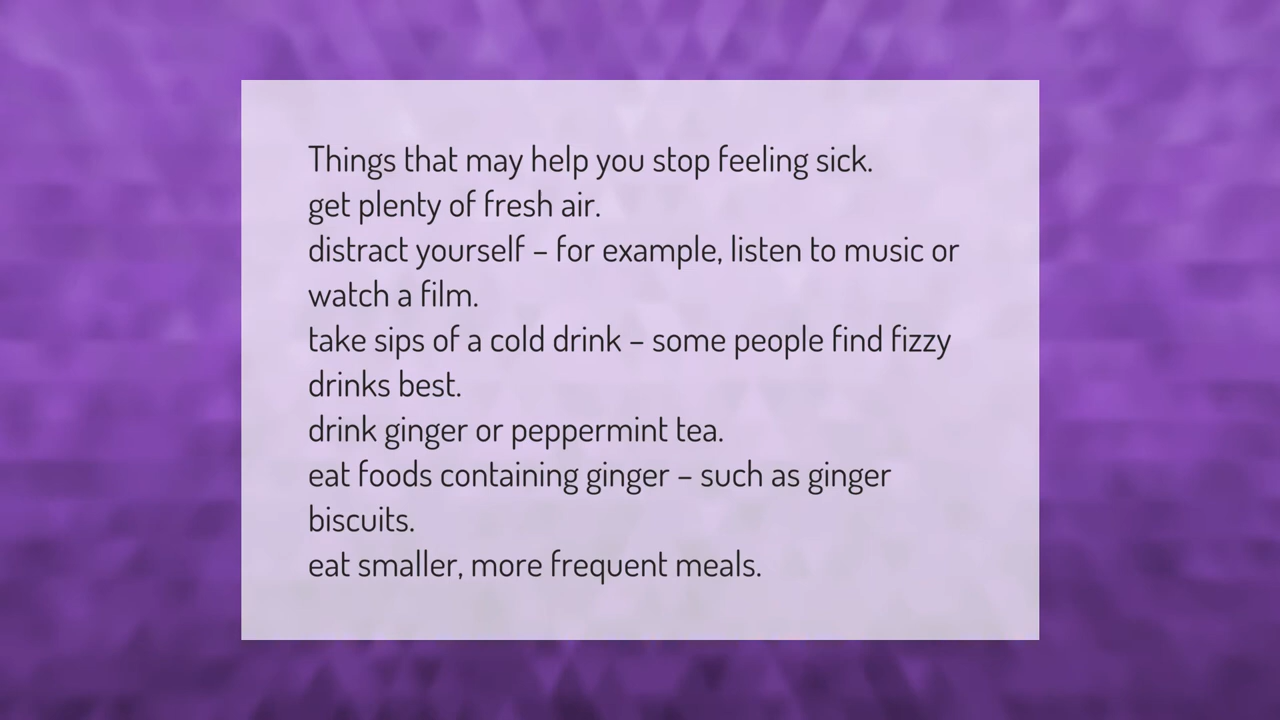 Things that may help you stop feeling sick.
get plenty of fresh air.
distract yourself – for example, listen to music or
watch a film.
take sips of a cold drink – some people find fizzy
drinks best.
drink ginger or peppermint tea.
eat foods containing ginger – such as ginger
biscuits.
eat smaller, more frequent meals.